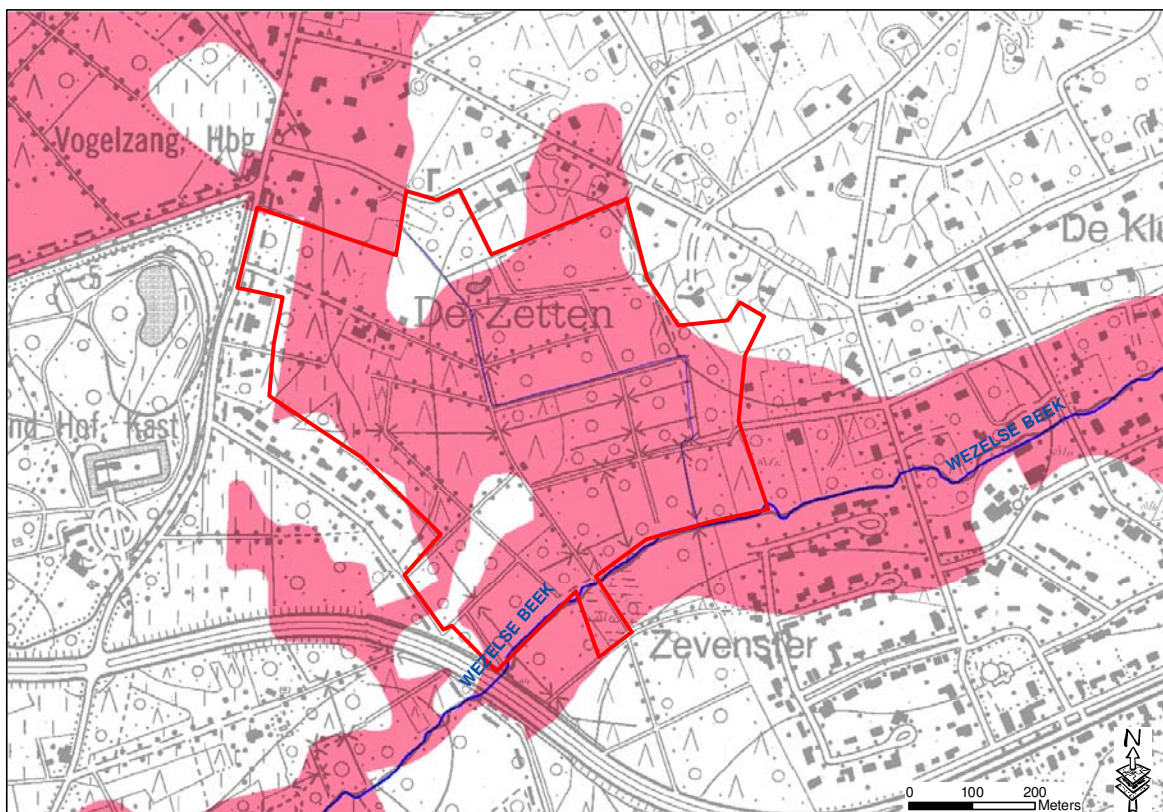 Vogelzang, Hbg
De Klu
De Zetten
nd Hof, Kast
WEZELSE BEEK
WEZELSE BEEK
Zevenster
N
0 100 200
Meters